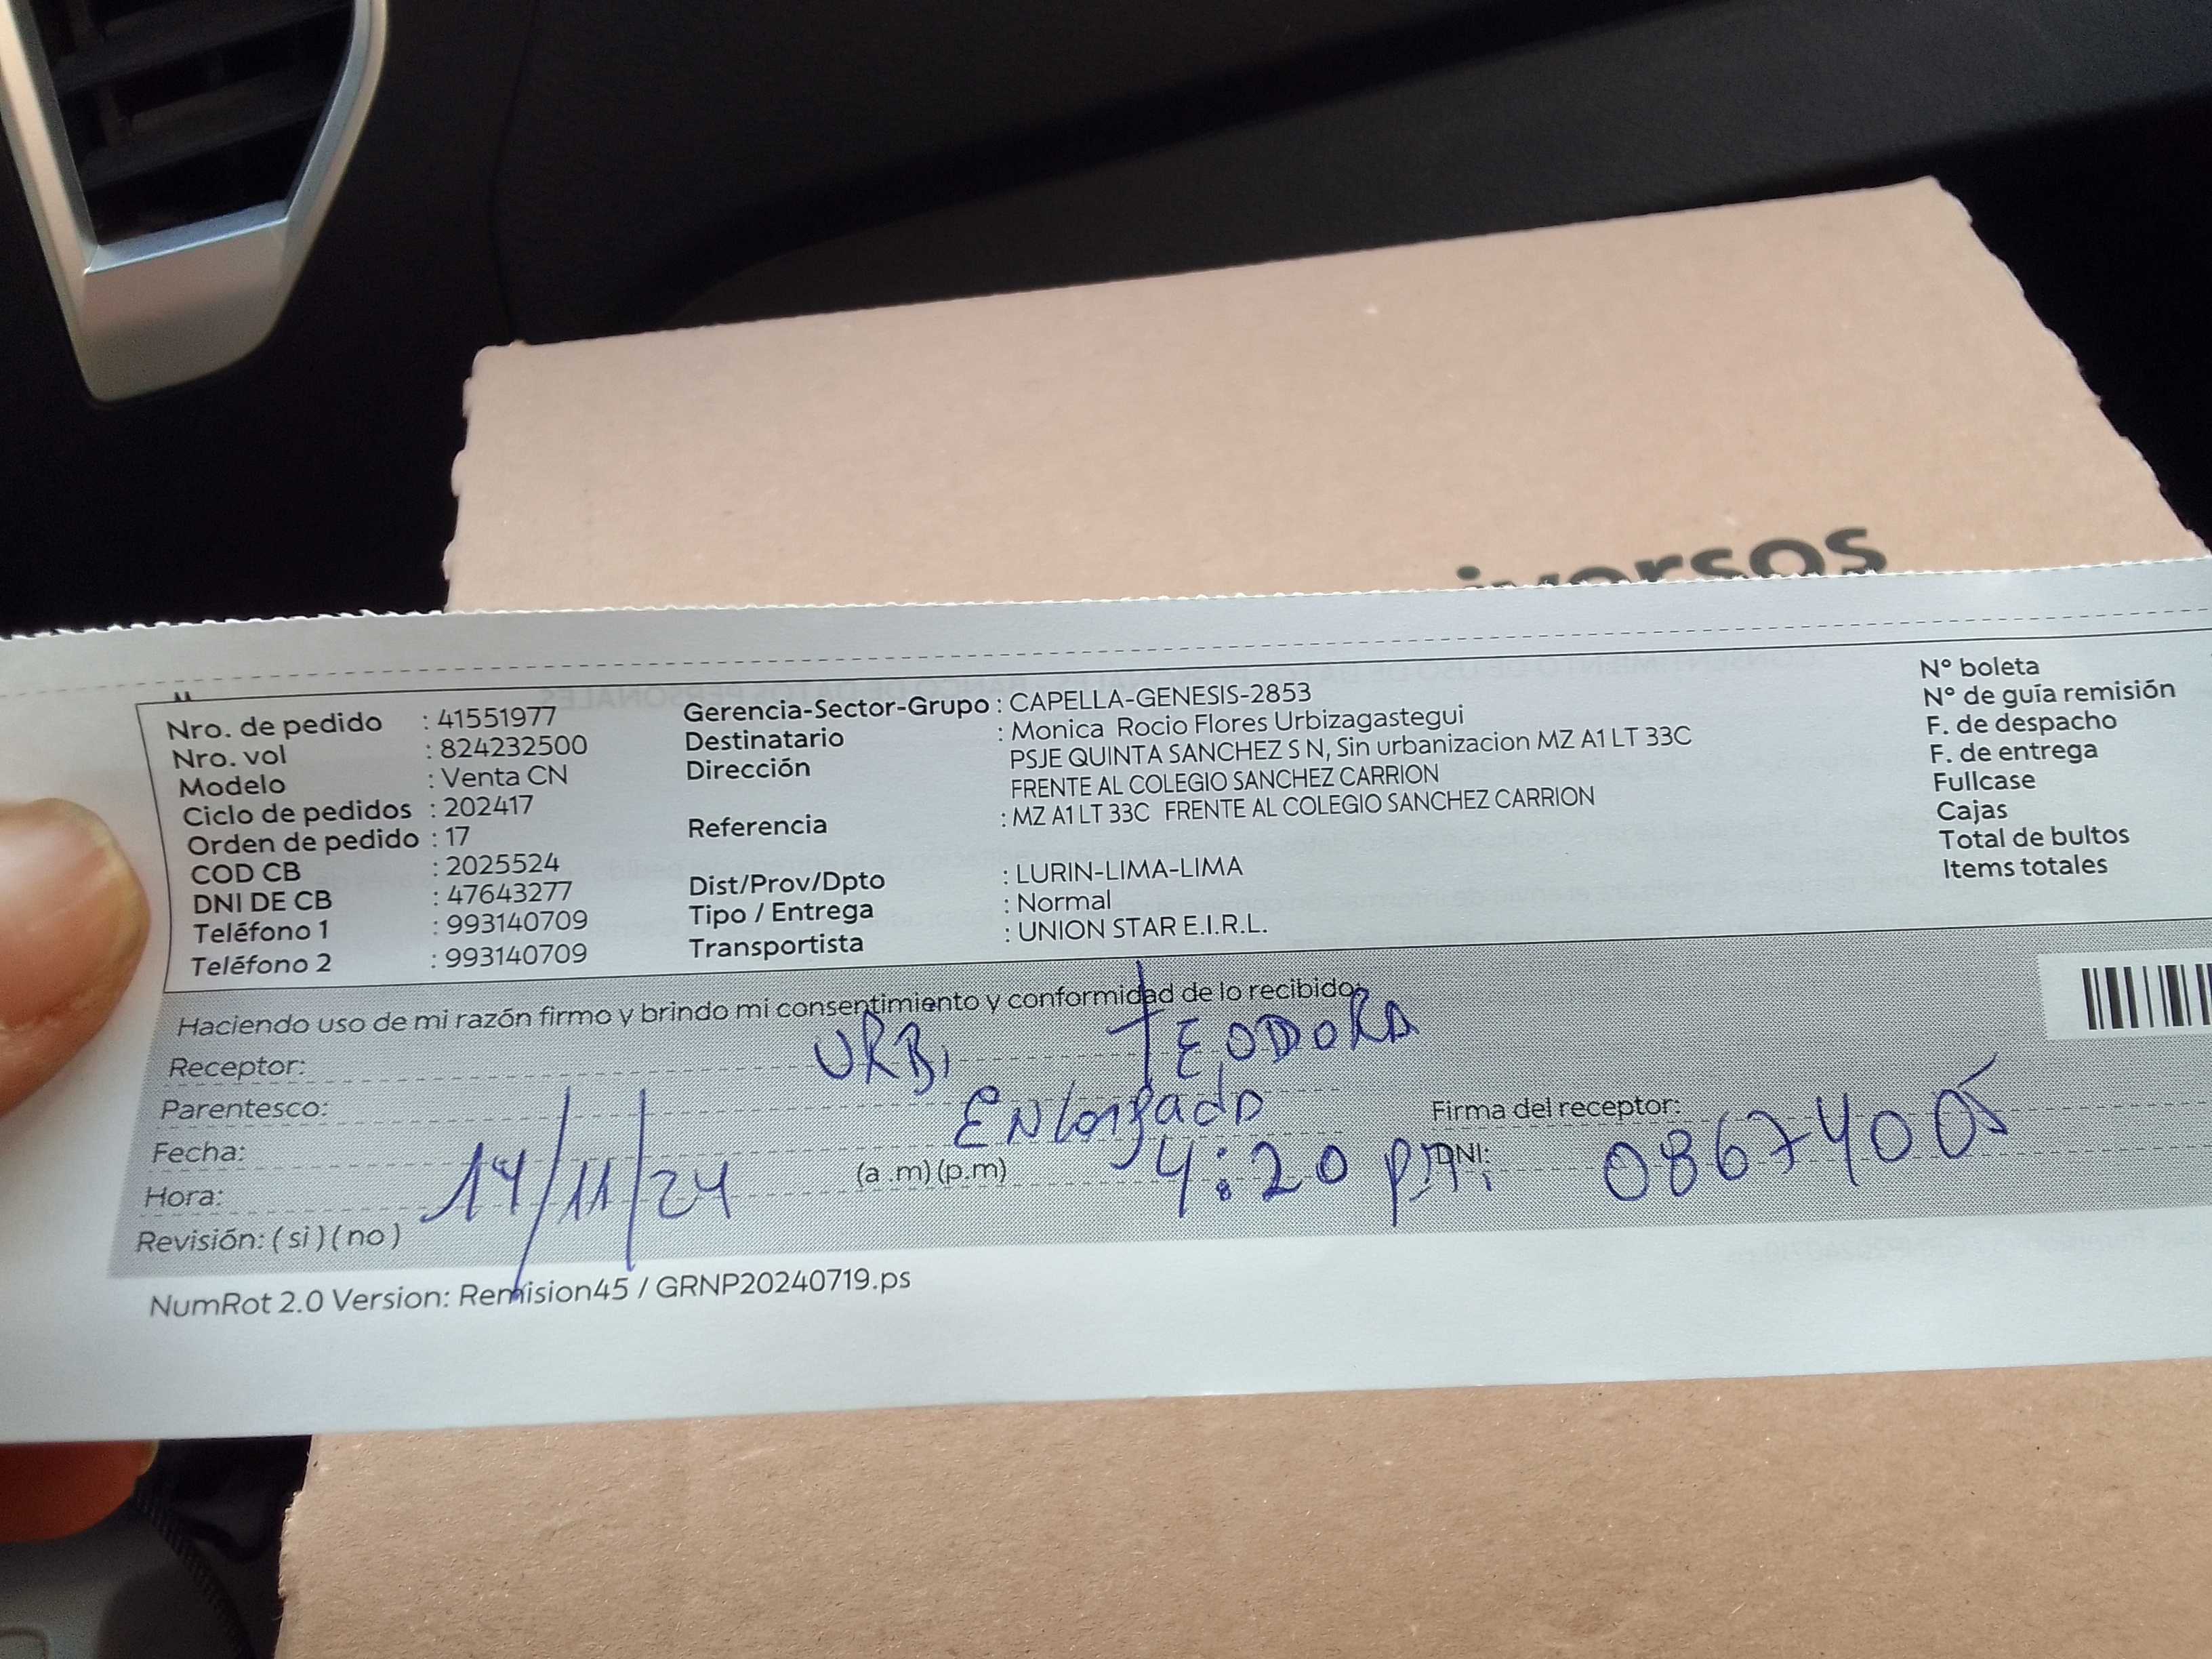 iversos
Nro. de pedido : 41551977
Nro. vol : 824232500
Modelo : Venta CN
Ciclo de pedidos : 202417
Orden de pedido : 17
COD CB : 2025524
DNI DE CB : 47643277
Teléfono 1 : 993140709
Teléfono 2 : 993140709
Gerencia-Sector-Grupo : CAPELLA-GENESIS-2853
Destinatario : Monica Rocio Flores Urbizagastegui
Dirección PSJE QUINTA SANCHEZ S N, Sin urbanizacion MZ A1 LT 33C
FRENTE AL COLEGIO SANCHEZ CARRION
Referencia : MZ A1 LT 33C FRENTE AL COLEGIO SANCHEZ CARRION
Dist/Prov/Dpto : LURIN-LIMA-LIMA
Tipo / Entrega : Normal
Transportista : UNION STAR E.I.R.L.
N° boleta
N° de guía remisión
F. de despacho
F. de entrega
Fullcase
Cajas
Total de bultos
Items totales
Haciendo uso de mi razón firmo y brindo mi consentimiento y conformidad de lo recibido:
Receptor: URBI TEODORA
Parentesco:
Firma del receptor:
Fecha: 14/11/24
Hora: (a.m) (p.m) 4:20 PM DNI: 08674005
Revisión: ( si ) ( no )
NumRot 2.0 Version: Remision45 / GRNP20240719.ps